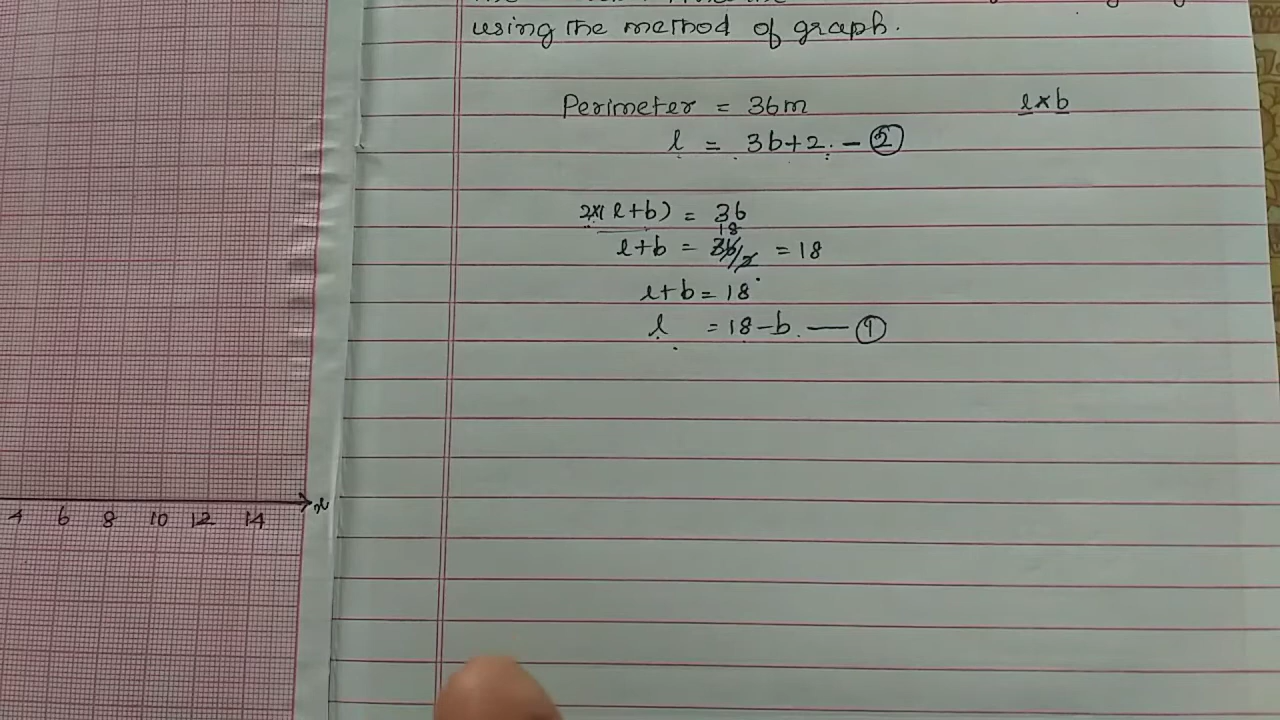 using the method of graph.
Perimeter = 36m
l×b
l = 3b+2. — ②
2×(l+b) = 36
18
l+b = 36/2 = 18
l+b = 18
l = 18-b. — ①
4 6 8 10 12 14
x